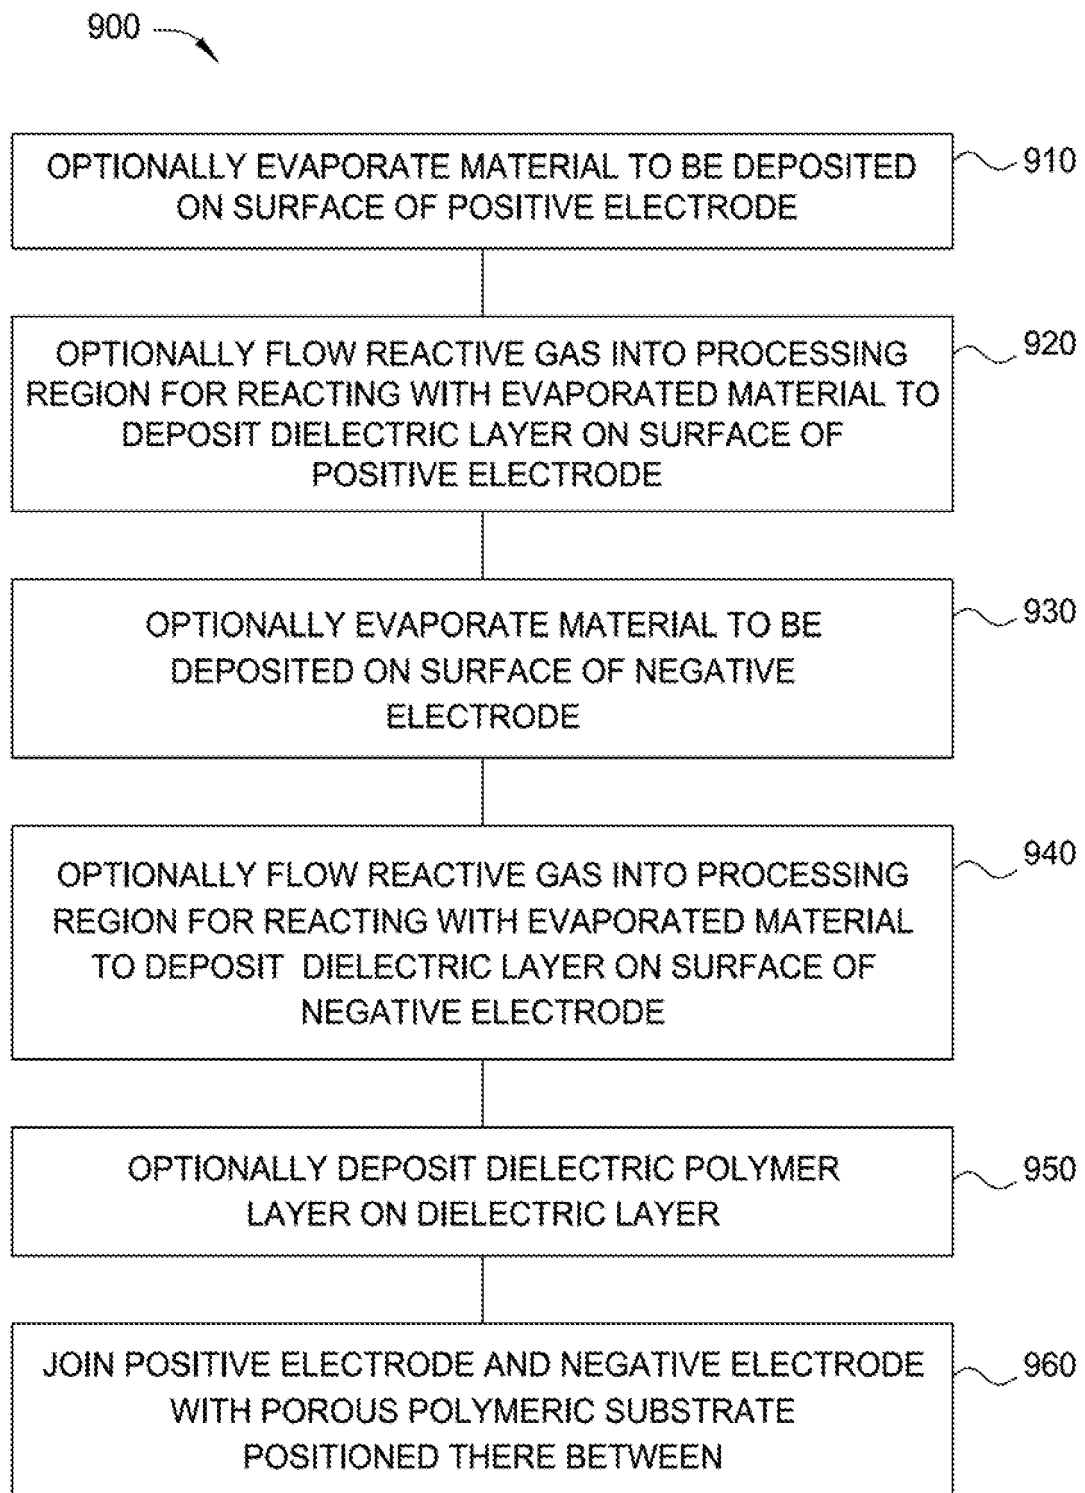 900
OPTIONALLY EVAPORATE MATERIAL TO BE DEPOSITED
ON SURFACE OF POSITIVE ELECTRODE
910
OPTIONALLY FLOW REACTIVE GAS INTO PROCESSING
REGION FOR REACTING WITH EVAPORATED MATERIAL TO
DEPOSIT DIELECTRIC LAYER ON SURFACE OF
POSITIVE ELECTRODE
920
OPTIONALLY EVAPORATE MATERIAL TO BE
DEPOSITED ON SURFACE OF NEGATIVE
ELECTRODE
930
OPTIONALLY FLOW REACTIVE GAS INTO PROCESSING
REGION FOR REACTING WITH EVAPORATED MATERIAL
TO DEPOSIT DIELECTRIC LAYER ON SURFACE OF
NEGATIVE ELECTRODE
940
OPTIONALLY DEPOSIT DIELECTRIC POLYMER
LAYER ON DIELECTRIC LAYER
950
JOIN POSITIVE ELECTRODE AND NEGATIVE ELECTRODE
WITH POROUS POLYMERIC SUBSTRATE
POSITIONED THERE BETWEEN
960